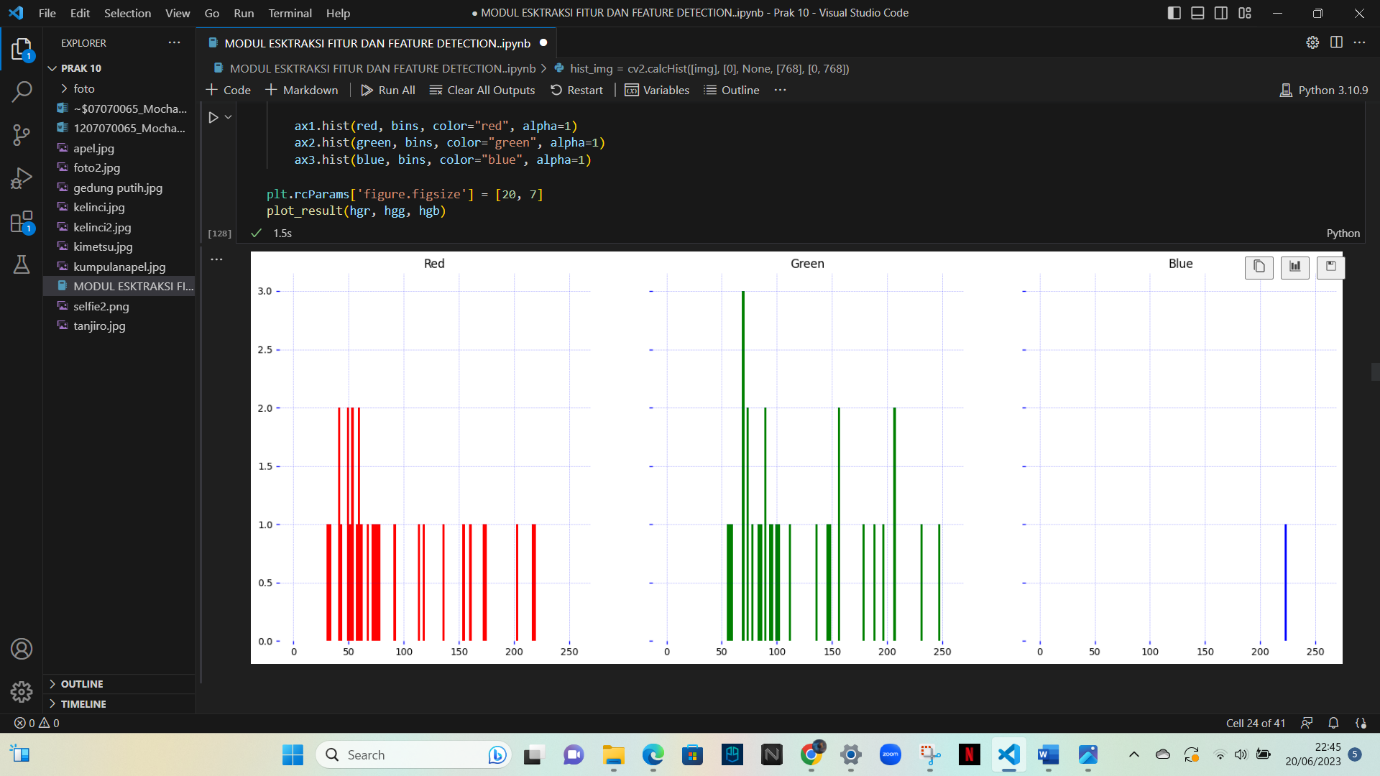 File Edit Selection View Go Run Terminal Help
● MODUL ESKTRAKSI FITUR DAN FEATURE DETECTION..ipynb - Prak 10 - Visual Studio Code
EXPLORER
PRAK 10
foto
~$07070065_Mocha...
1207070065_Mocha...
apel.jpg
foto2.jpg
gedung putih.jpg
kelinci.jpg
kelinci2.jpg
kimetsu.jpg
kumpulanapel.jpg
MODUL ESKTRAKSI FI...
selfie2.png
tanjiro.jpg
OUTLINE
TIMELINE
1
1
MODUL ESKTRAKSI FITUR DAN FEATURE DETECTION..ipynb ●
MODUL ESKTRAKSI FITUR DAN FEATURE DETECTION..ipynb > hist_img = cv2.calcHist([img], [0], None, [768], [0, 768])
+ Code + Markdown Run All Clear All Outputs Restart Variables Outline ... Python 3.10.9
ax1.hist(red, bins, color="red", alpha=1)
ax2.hist(green, bins, color="green", alpha=1)
ax3.hist(blue, bins, color="blue", alpha=1)
plt.rcParams['figure.figsize'] = [20, 7]
plot_result(hgr, hgg, hgb)
[128] 1.5s Python
Red Green Blue
3.0
2.5
2.0
1.5
1.0
0.5
0.0
0 50 100 150 200 250 0 50 100 150 200 250 0 50 100 150 200 250
0 0 Cell 24 of 41
Search zoom N N 22:45
20/06/2023 5